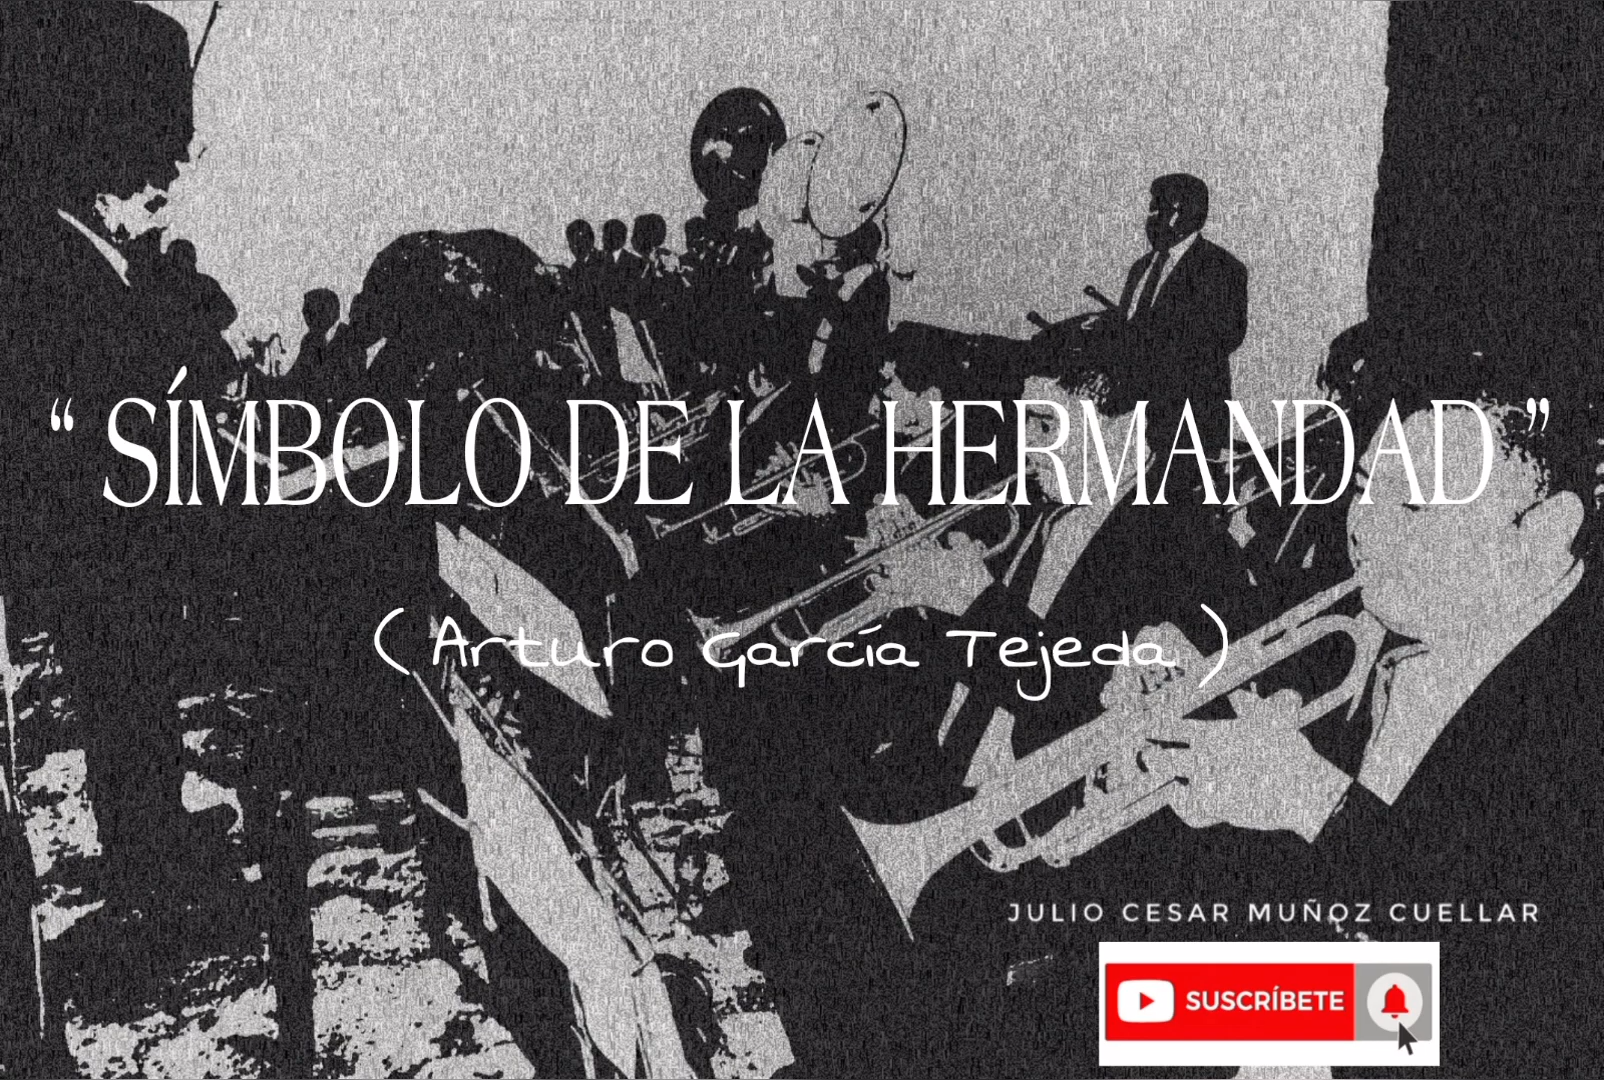 “ SÍMBOLO DE LA HERMANDAD ”
( Arturo García Tejeda )
JULIO CESAR MUÑOZ CUELLAR
SUSCRÍBETE